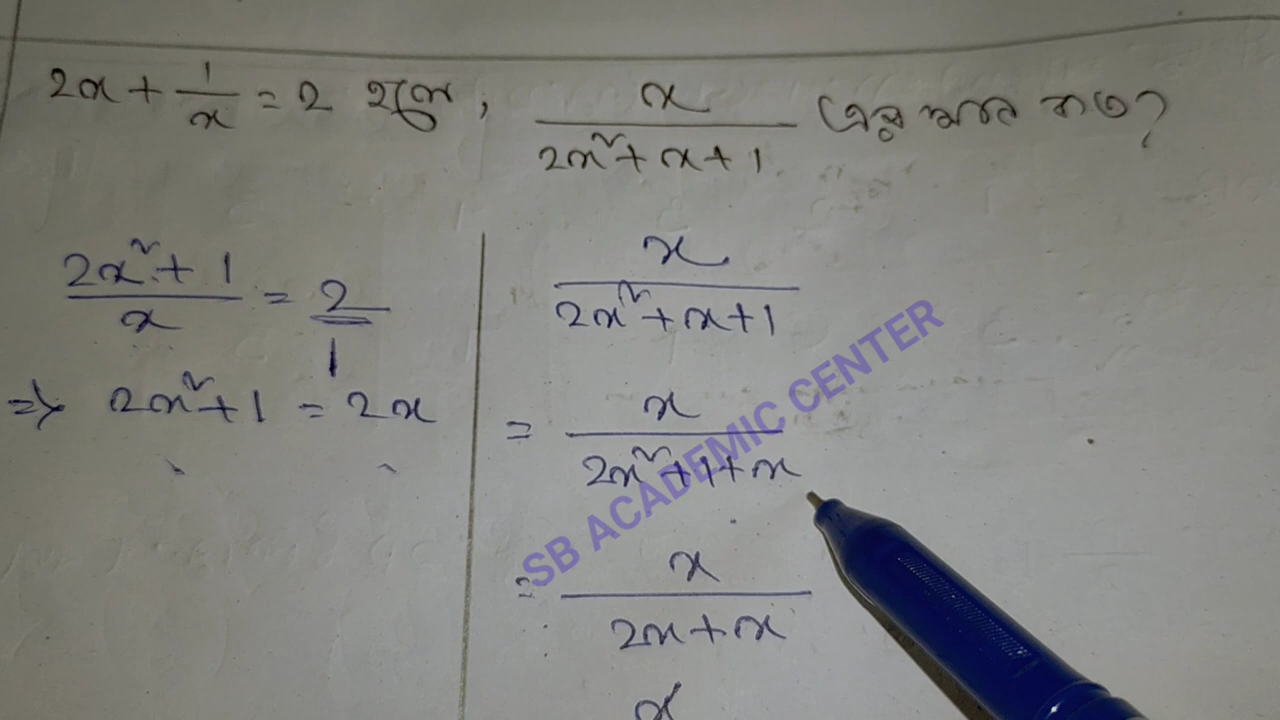 2x + 1/x = 2 হলে, x/(2x² + x + 1) এর মান কত?
(2x² + 1)/x = 2/1
=> 2x² + 1 = 2x
x/(2x² + x + 1)
= x/(2x² + 1 + x)
= x/(2x + x)
x
SB ACADEMIC CENTER